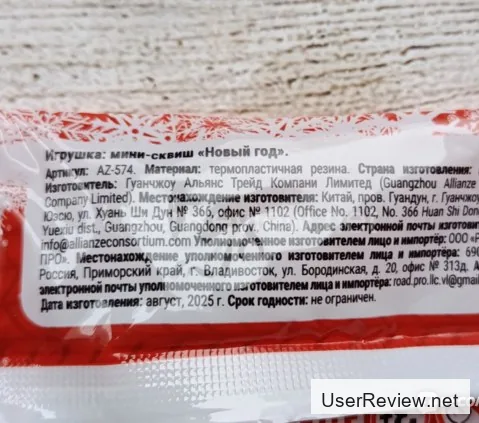 Игрушка: мини-сквиш «Новый год».
Артикул: AZ-574. Материал: термопластичная резина. Страна изготовления:
Изготовитель: Гуанчжоу Альянс Трейд Компани Лимитед (Guangzhou Allianze
Company Limited). Местонахождение изготовителя: Китай, пров. Гуандун, г. Гуанчжоу
Юэсю, ул. Хуань Ши Дун № 366, офис № 1102 (Office No. 1102, No. 366 Huan Shi Dong
Yuexiu dist., Guangzhou, Guangdong prov., China). Адрес электронной почты изготовит
info@allianzeconsortium.com Уполномоченное изготовителем лицо и импортёр: ООО «Р
ПРО». Местонахождение уполномоченного изготовителем лица и импортёра: 690
Россия, Приморский край, г. Владивосток, ул. Бородинская, д. 20, офис № 313д. А
электронной почты уполномоченного изготовителем лица и импортёра: road.pro.llc.vl@gmail
Дата изготовления: август, 2025 г. Срок годности: не ограничен.
UserReview.net